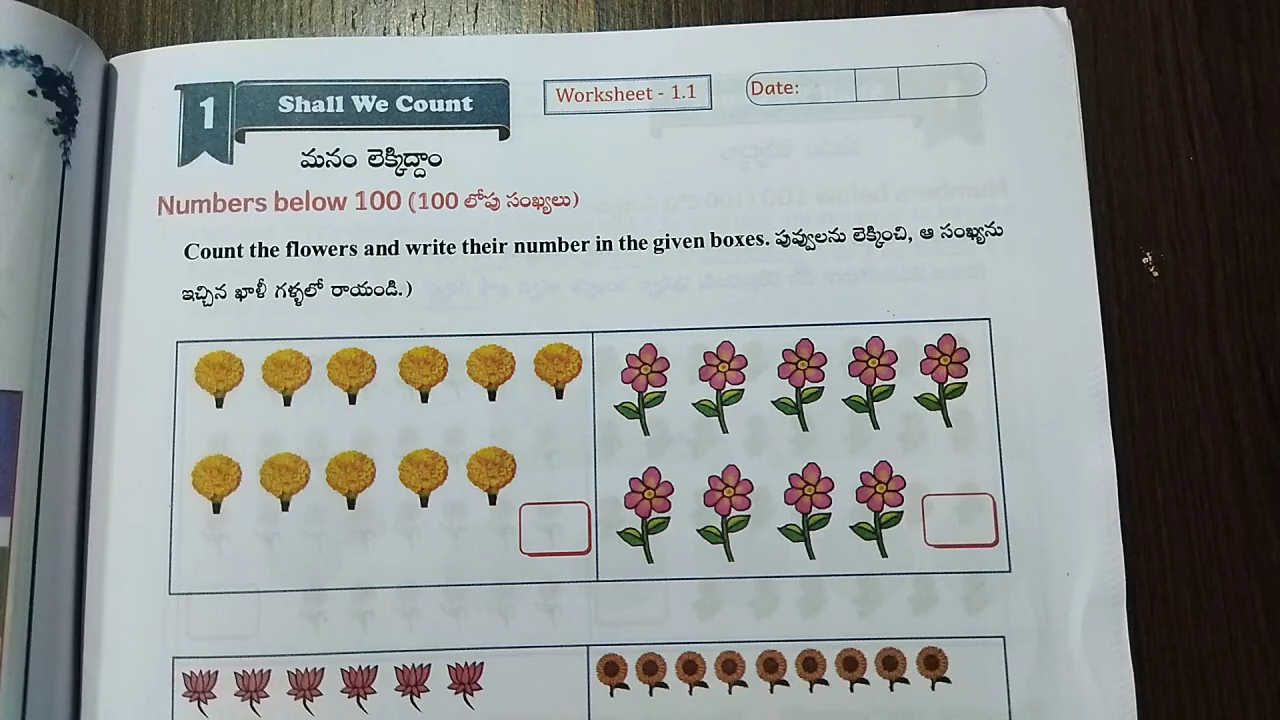 1
Shall We Count
Worksheet - 1.1
Date:
మనం లెక్కిద్దాం
Numbers below 100 (100 లోపు సంఖ్యలు)
Count the flowers and write their number in the given boxes. పువ్వులను లెక్కించి, ఆ సంఖ్యను
ఇచ్చిన ఖాళీ గళ్ళలో రాయండి.)